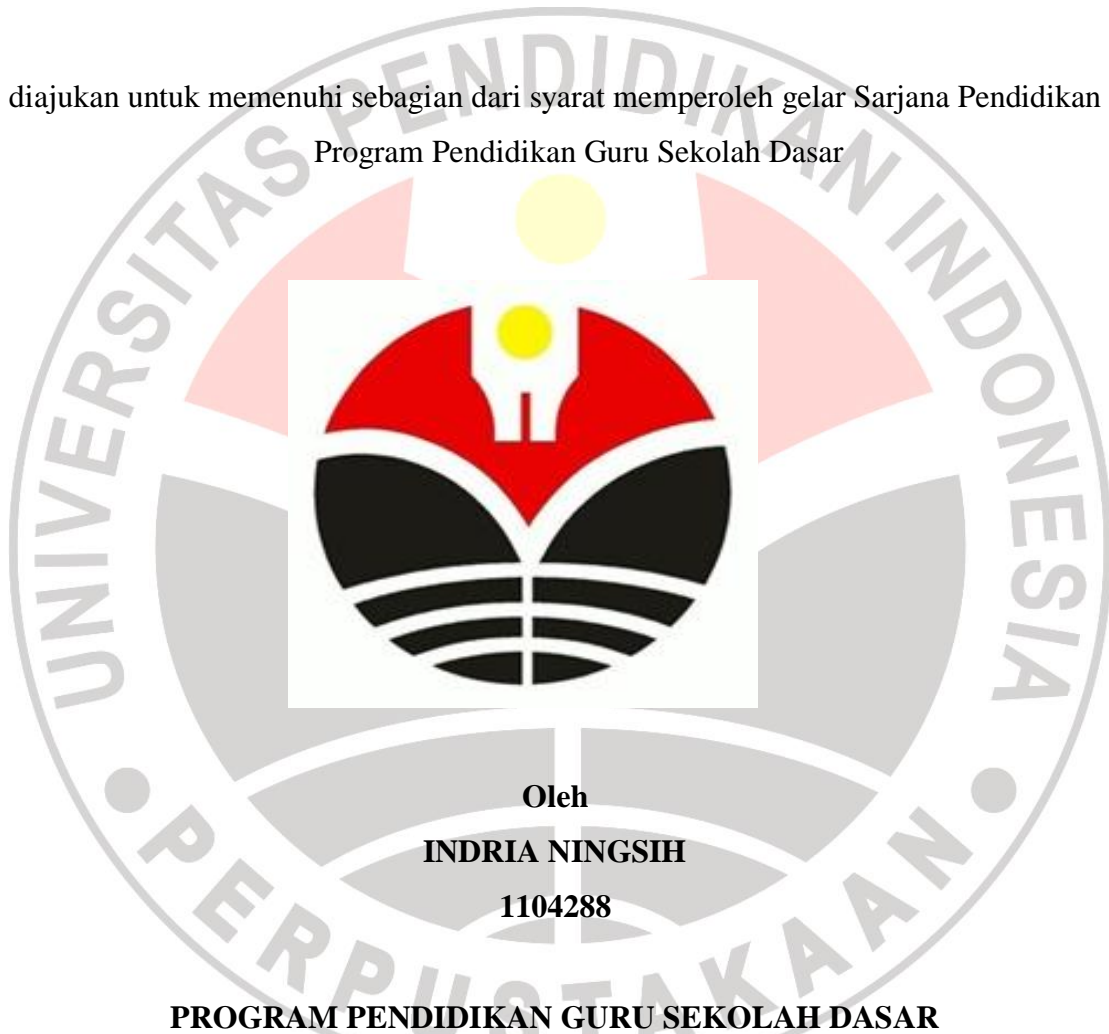 diajukan untuk memenuhi sebagian dari syarat memperoleh gelar Sarjana Pendidikan
Program Pendidikan Guru Sekolah Dasar
UNIVERSITAS PENDIDIKAN INDONESIA
Oleh
INDRIA NINGSIH
1104288
PERPUSTAKAAN
PROGRAM PENDIDIKAN GURU SEKOLAH DASAR